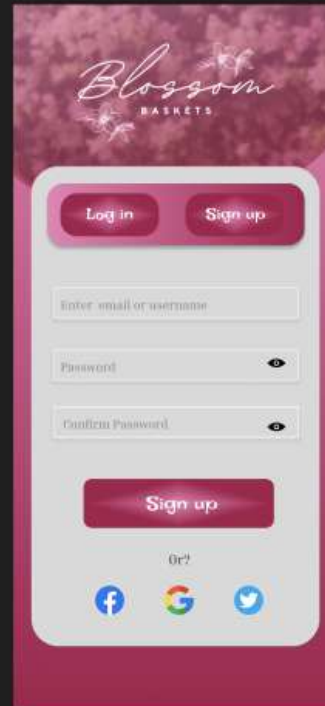 Blossom
BASKETS
Log in Sign up
Enter email or username
Password
Confirm Password
Sign up
Or?